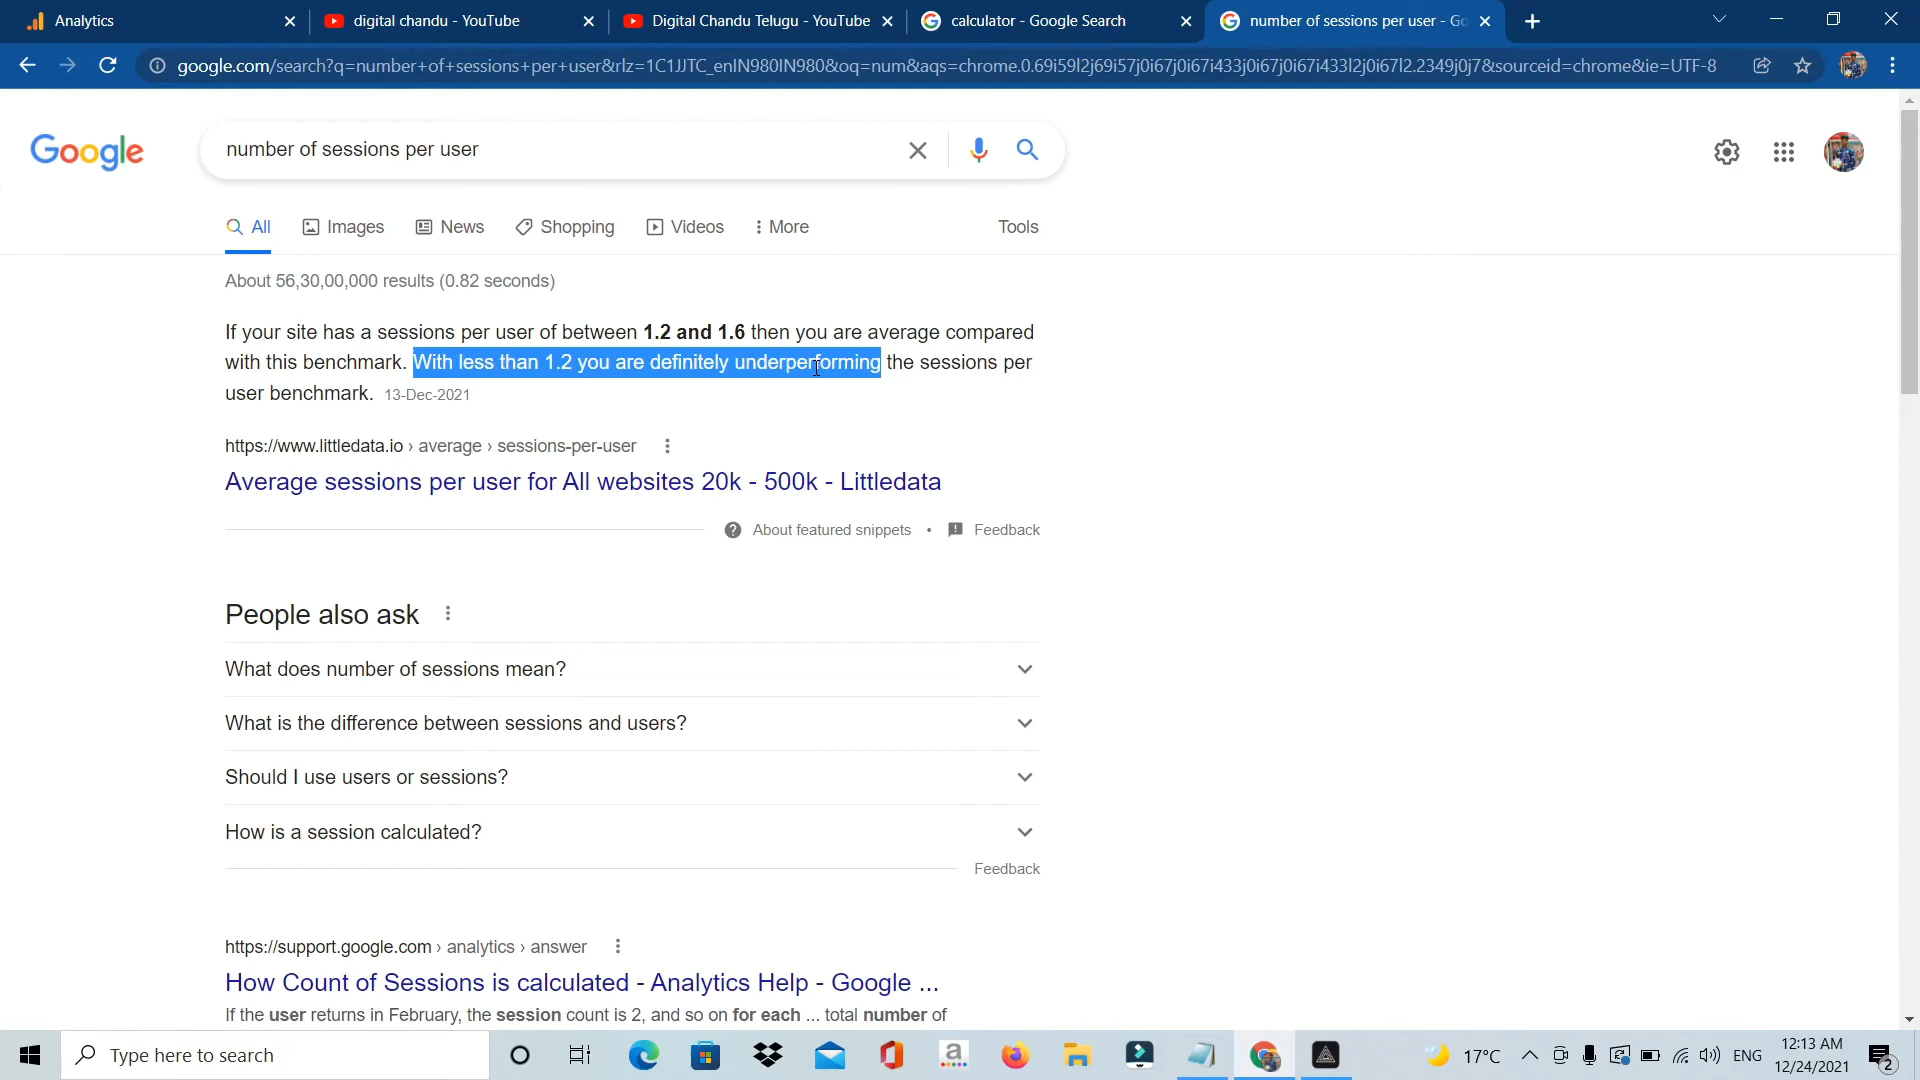 Analytics
digital chandu - YouTube
Digital Chandu Telugu - YouTube
calculator - Google Search
number of sessions per user - Go
google.com/search?q=number+of+sessions+per+user&rlz=1C1JJTC_enIN980IN980&oq=num&aqs=chrome.0.69i59l2j69i57j0i67j0i67i433j0i67j0i67i433l2j0i67l2.2349j0j7&sourceid=chrome&ie=UTF-8
Google
number of sessions per user
All
Images
News
Shopping
Videos
More
Tools
About 56,30,00,000 results (0.82 seconds)
If your site has a sessions per user of between 1.2 and 1.6 then you are average compared
with this benchmark. With less than 1.2 you are definitely underperforming the sessions per
user benchmark. 13-Dec-2021
https://www.littledata.io › average › sessions-per-user
Average sessions per user for All websites 20k - 500k - Littledata
About featured snippets • Feedback
People also ask
What does number of sessions mean?
What is the difference between sessions and users?
Should I use users or sessions?
How is a session calculated?
Feedback
https://support.google.com › analytics › answer
How Count of Sessions is calculated - Analytics Help - Google ...
If the user returns in February, the session count is 2, and so on for each ... total number of
Type here to search
17°C
ENG
12:13 AM
12/24/2021
2